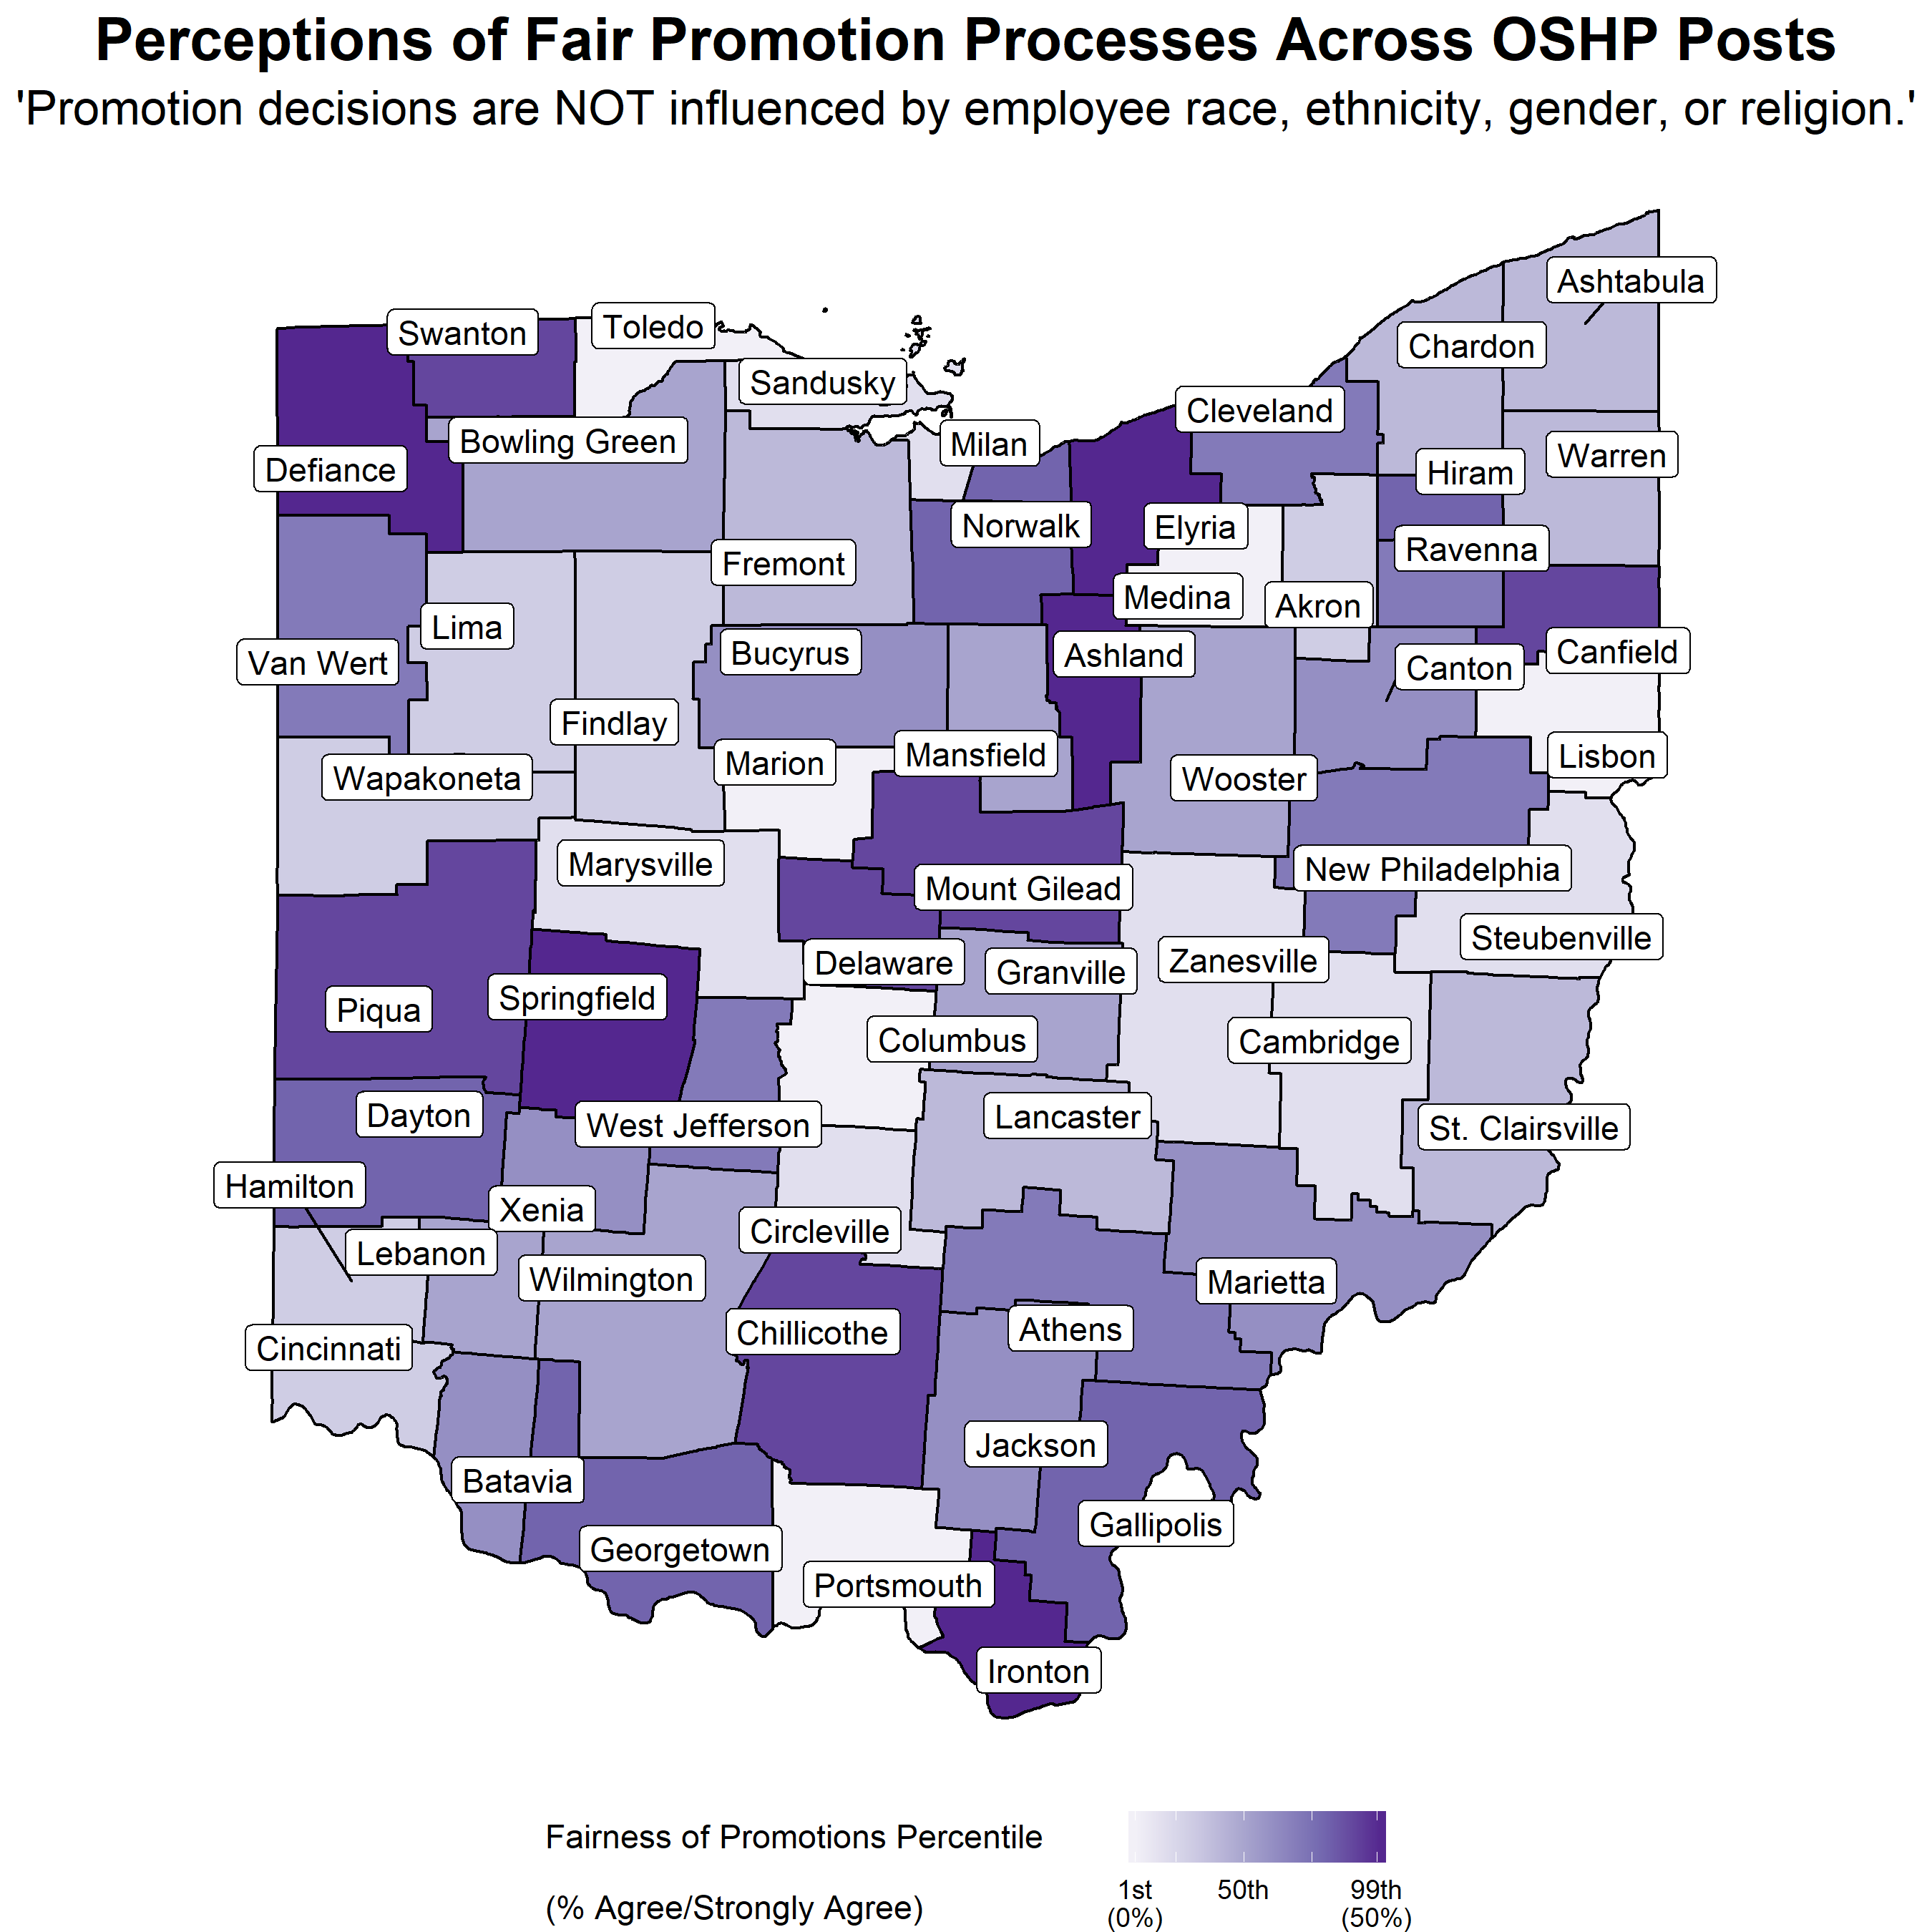 Perceptions of Fair Promotion Processes Across OSHP Posts
'Promotion decisions are NOT influenced by employee race, ethnicity, gender, or religion.'
Ashtabula
Swanton
Toledo
Chardon
Sandusky
Cleveland
Bowling Green
Milan
Defiance
Hiram
Warren
Norwalk
Elyria
Ravenna
Fremont
Medina
Akron
Lima
Bucyrus
Ashland
Canfield
Van Wert
Canton
Findlay
Marion
Mansfield
Lisbon
Wapakoneta
Wooster
Marysville
New Philadelphia
Mount Gilead
Steubenville
Delaware
Granville
Zanesville
Springfield
Piqua
Columbus
Cambridge
Dayton
Lancaster
West Jefferson
St. Clairsville
Hamilton
Xenia
Circleville
Lebanon
Wilmington
Marietta
Chillicothe
Athens
Cincinnati
Jackson
Batavia
Gallipolis
Georgetown
Portsmouth
Ironton
Fairness of Promotions Percentile
(% Agree/Strongly Agree)
1st 50th 99th
(0%) (50%)